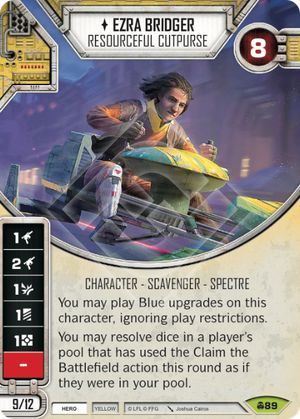 EZRA BRIDGER
RESOURCEFUL CUTPURSE
8
1
2
1
1
1
-
9/12
CHARACTER - SCAVENGER - SPECTRE
You may play Blue upgrades on this
character, ignoring play restrictions.
You may resolve dice in a player's
pool that has used the Claim the
Battlefield action this round as if
they were in your pool.
HERO
YELLOW
© LFL © FFG
Joshua Cairos
89